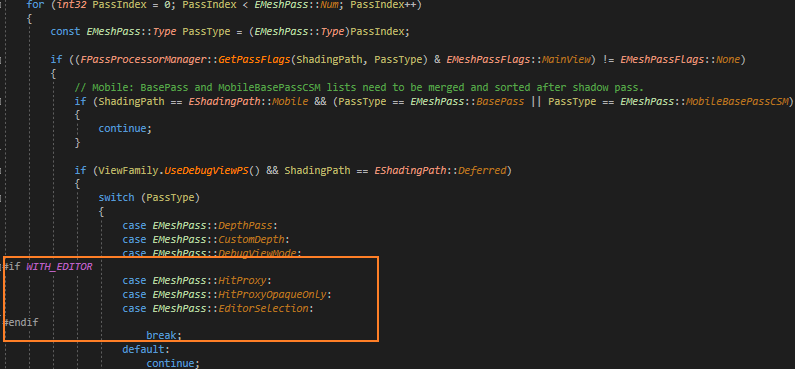 for (int32 PassIndex = 0; PassIndex < EMeshPass::Num; PassIndex++)
{
const EMeshPass::Type PassType = (EMeshPass::Type)PassIndex;
if ((FPassProcessorManager::GetPassFlags(ShadingPath, PassType) & EMeshPassFlags::MainView) != EMeshPassFlags::None)
{
// Mobile: BasePass and MobileBasePassCSM lists need to be merged and sorted after shadow pass.
if (ShadingPath == EShadingPath::Mobile && (PassType == EMeshPass::BasePass || PassType == EMeshPass::MobileBasePassCSM)
{
continue;
}
if (ViewFamily.UseDebugViewPS() && ShadingPath == EShadingPath::Deferred)
{
switch (PassType)
{
case EMeshPass::DepthPass:
case EMeshPass::CustomDepth:
case EMeshPass::DebugViewMode:
#if WITH_EDITOR
case EMeshPass::HitProxy:
case EMeshPass::HitProxyOpaqueOnly:
case EMeshPass::EditorSelection:
#endif
break;
default:
continue;